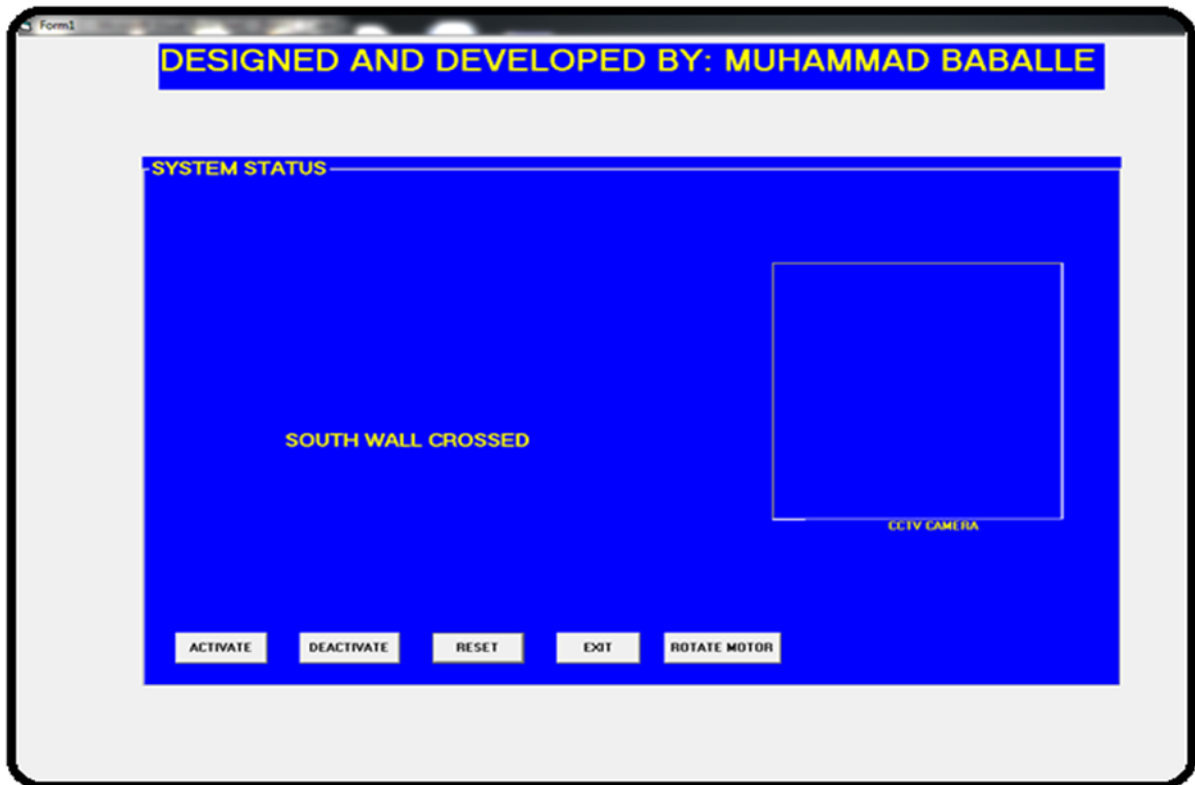 Form1
DESIGNED AND DEVELOPED BY: MUHAMMAD BABALLE
SYSTEM STATUS
SOUTH WALL CROSSED
CCTV CAMERA
ACTIVATE DEACTIVATE RESET EXIT ROTATE MOTOR